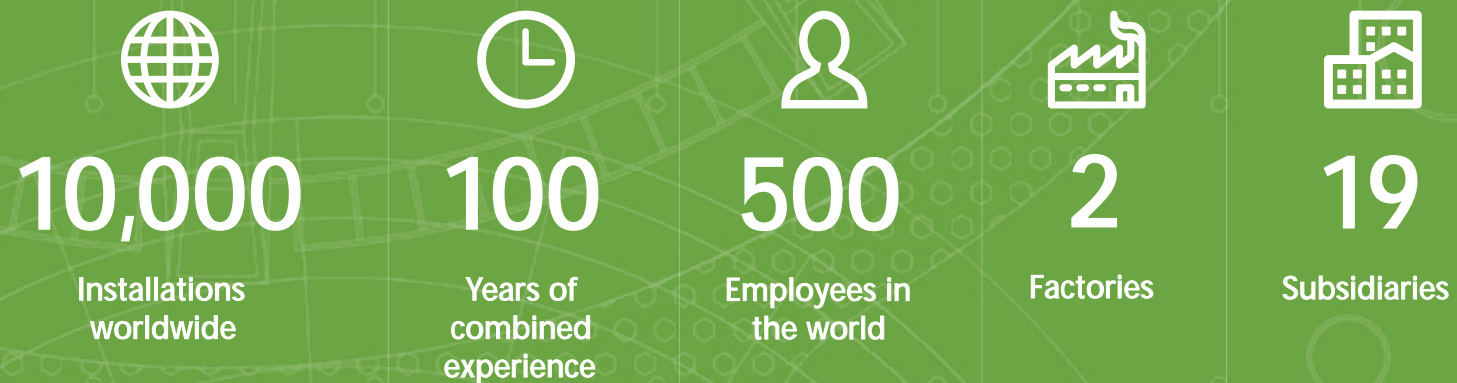 10,000
Installations
worldwide
100
Years of
combined
experience
500
Employees in
the world
2
Factories
19
Subsidiaries